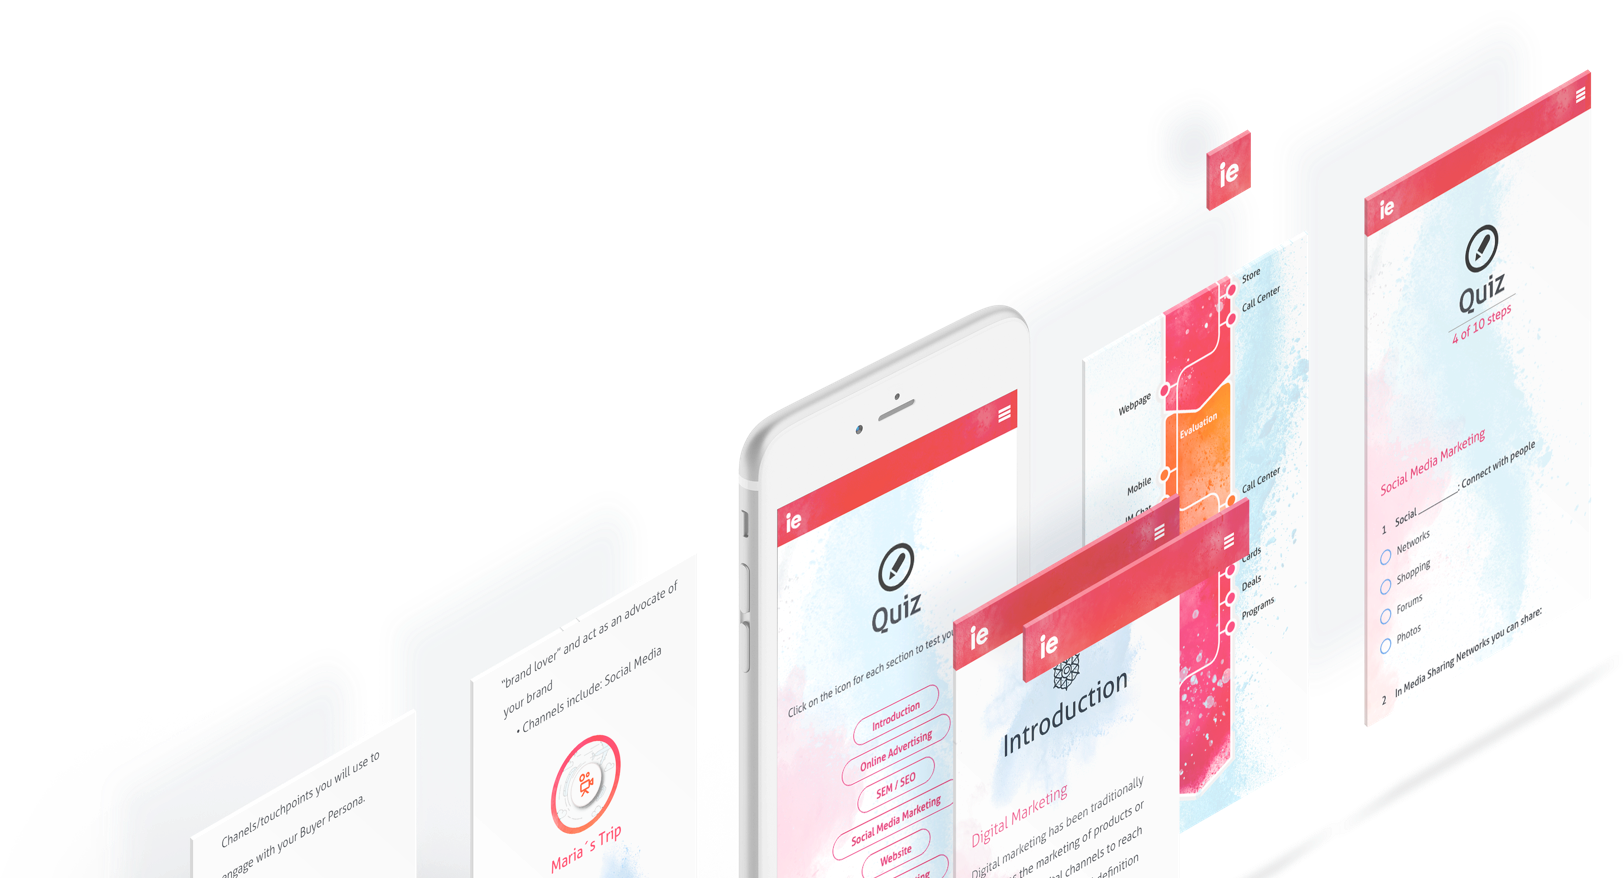 Chanels/touchpoints you will use to
engage with your Buyer Persona.
"brand lover" and act as an advocate of
your brand
• Channels include: Social Media
Maria´s Trip
ie
Quiz
Click on the icon for each section to test
Introduction
Online Advertising
SEM / SEO
Social Media Marketing
Website
ie
ie
Introduction
Digital Marketing
Digital marketing has been traditionally
the marketing of products or
channels to reach
definition
ie
Store
Call Center
Webpage
Evaluation
Mobile
IM Chat
Call Center
Cards
Deals
Programs
ie
Quiz
4 of 10 steps
Social Media Marketing
1 Social ________: Connect with people
Networks
Shopping
Forums
Photos
2 In Media Sharing Networks you can share: